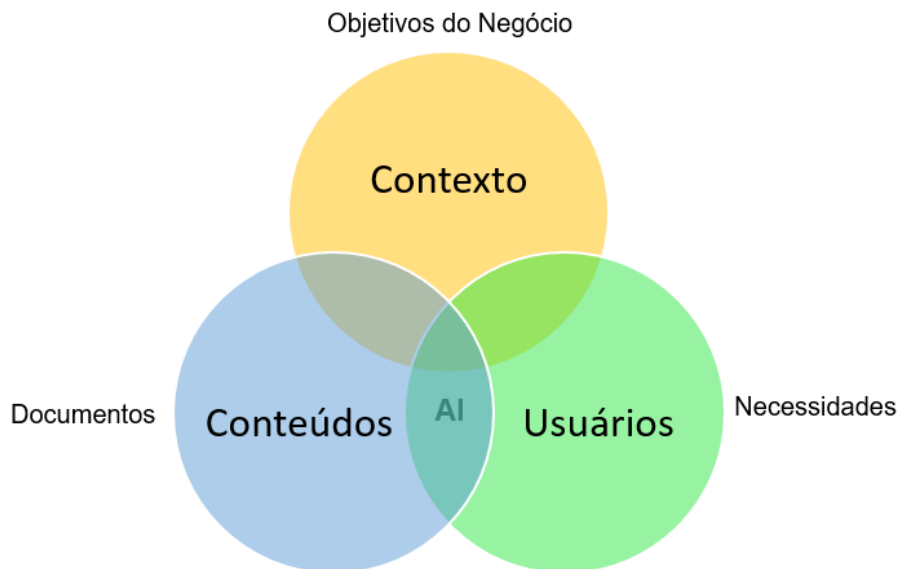 Objetivos do Negócio
Contexto
Documentos
Conteúdos
AI
Usuários
Necessidades